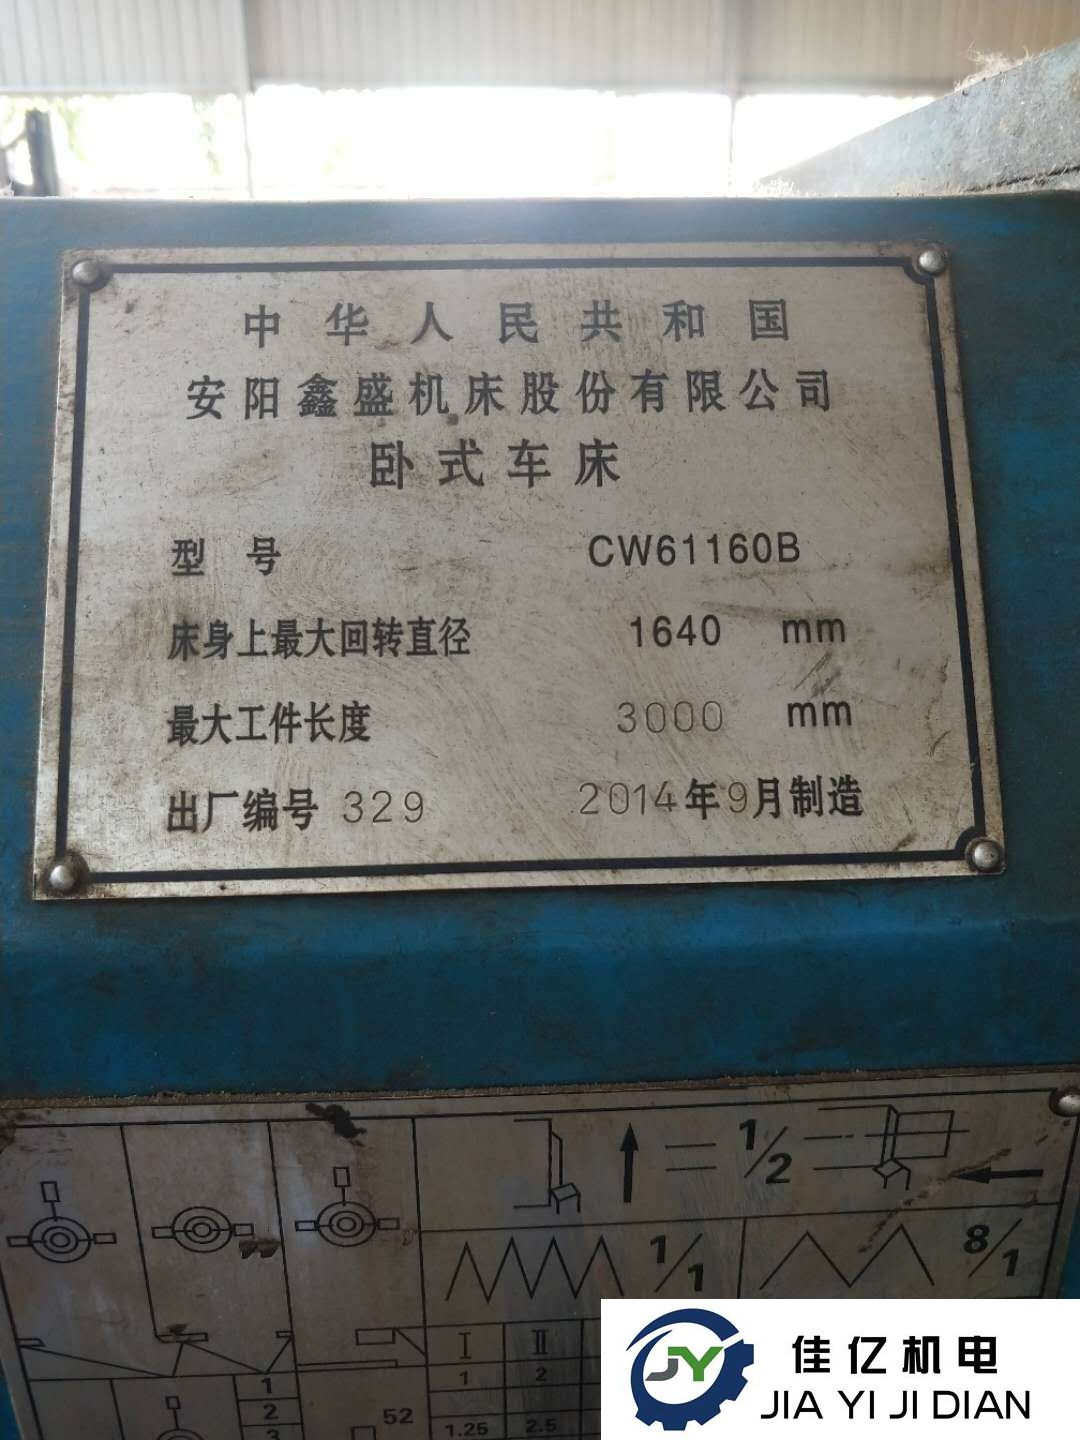 中华人民共和国
安阳鑫盛机床股份有限公司
卧式车床
型号 CW61160B
床身上最大回转直径 1640 mm
最大工件长度 3000 mm
出厂编号 329 2014年9月制造
= 1/2
1/1 8/1
I II
1 1 2
2
52 1.25 2.5
3
JY 佳亿机电
JIA YI JI DIAN